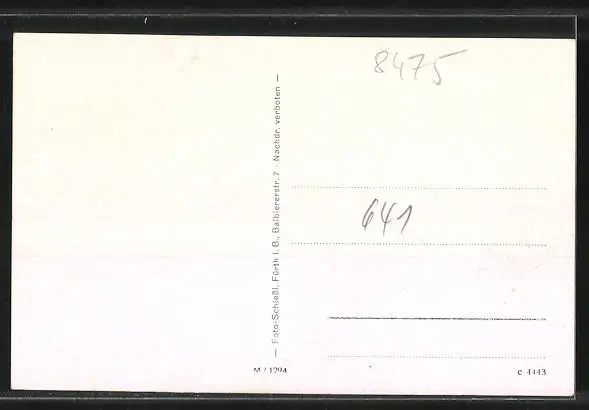 8475
— Foto-Schießl, Fürth i. B., Balbiererstr. 7 · Nachdr. verboten —
641
M / 1294
C 4443